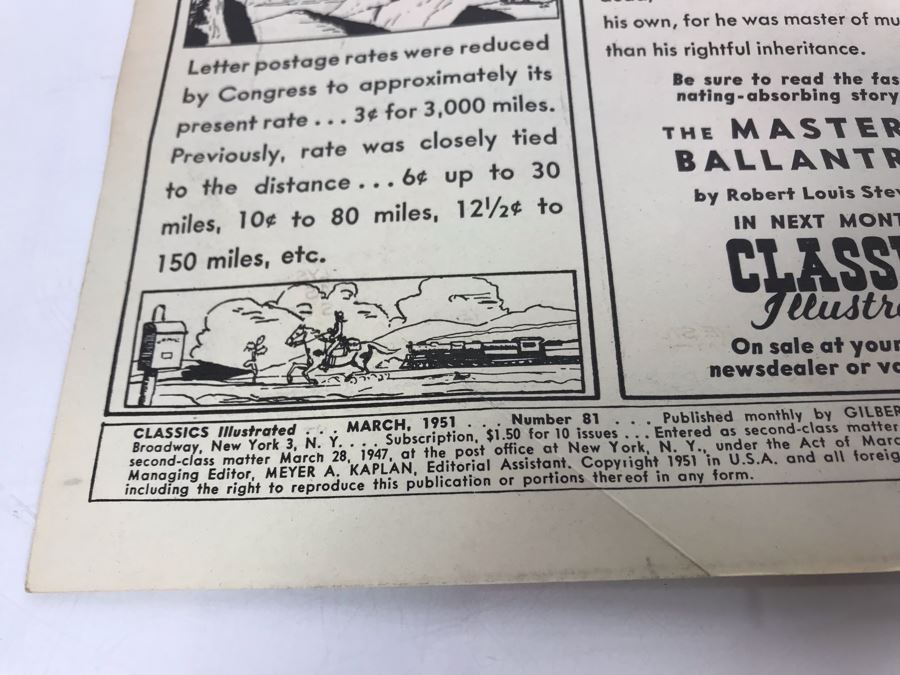 Letter postage rates were reduced
by Congress to approximately its
present rate . . . 3¢ for 3,000 miles.
Previously, rate was closely tied
to the distance . . . 6¢ up to 30
miles, 10¢ to 80 miles, 12½¢ to
150 miles, etc.
his own, for he was master of
than his rightful inheritance.
Be sure to read the
nating-absorbing story
THE MASTER
BALLANTR
by Robert Louis
IN NEXT
CLASS
Illustr
On sale at your
newsdealer or
CLASSICS Illustrated . . . MARCH, 1951 . . . Number 81 . . . Published monthly by GILBER
Broadway, New York 3, N. Y. . . . Subscription, $1.50 for 10 issues . . . Entered as second-class matter
second-class matter March 28, 1947, at the post office at New York, N. Y., under the Act of Marc
Managing Editor, MEYER A. KAPLAN, Editorial Assistant. Copyright 1951 in U.S.A. and all foreig
including the right to reproduce this publication or portions thereof in any form.